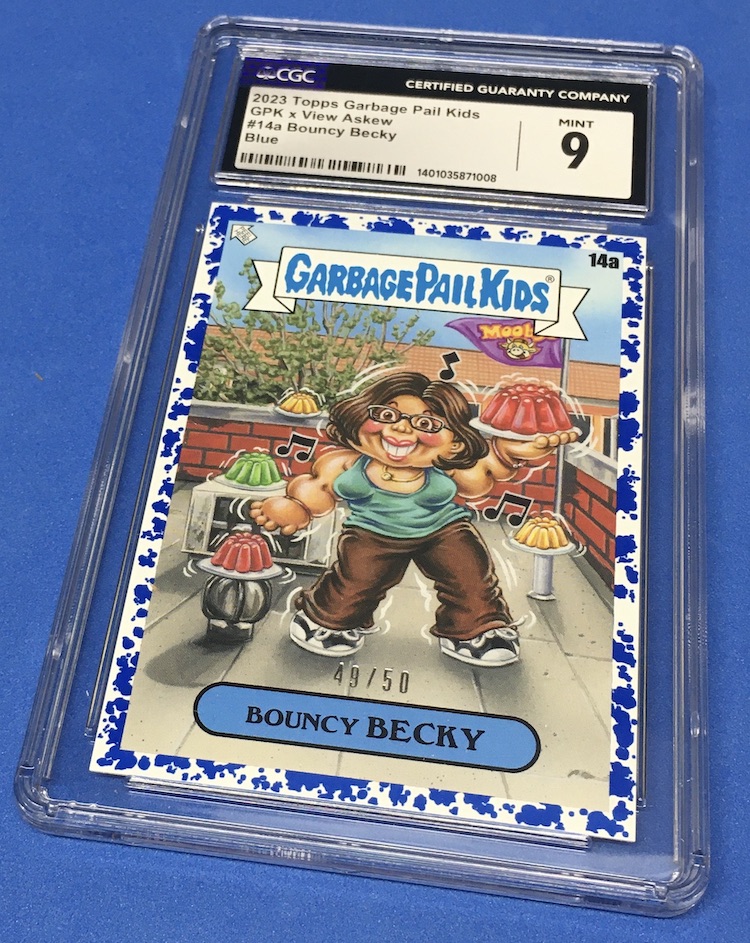 CGC
CERTIFIED GUARANTY COMPANY
2023 Topps Garbage Pail Kids
GPK x View Askew
#14a Bouncy Becky
Blue
MINT
9
1401035871008
14a
GARBAGE PAIL KIDS®
Moo
49/50
BOUNCY BECKY